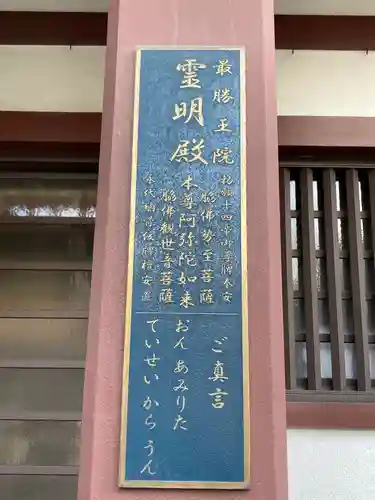 最勝王院
霊明殿
脇佛勢至菩薩
本尊阿弥陀如来
脇佛観世音菩薩
ご真言
おん あみりた
ていせい からうん